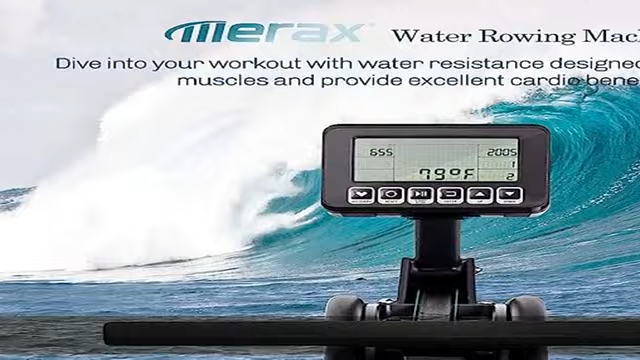 merax Water Rowing Mac
Dive into your workout with water resistance designed
muscles and provide excellent cardio bene
655 2005
1
79°F 2